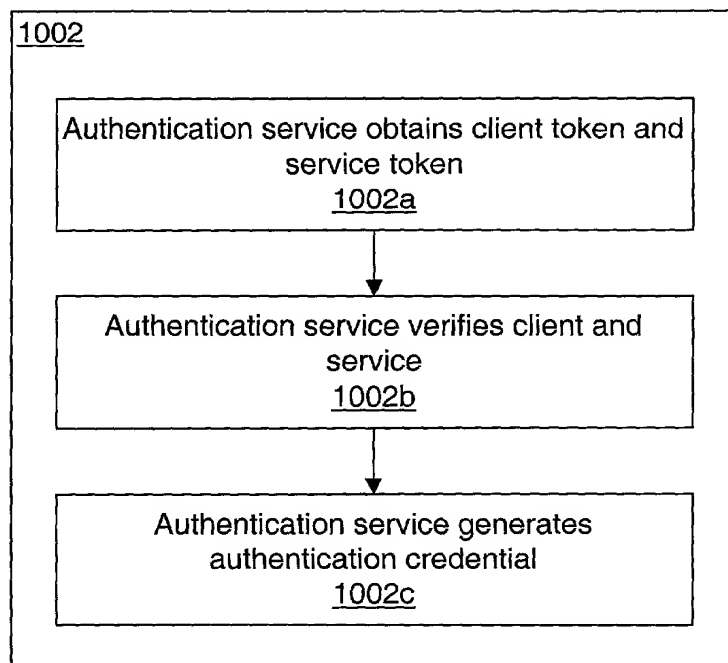 1002
Authentication service obtains client token and
service token
1002a
Authentication service verifies client and
service
1002b
Authentication service generates
authentication credential
1002c